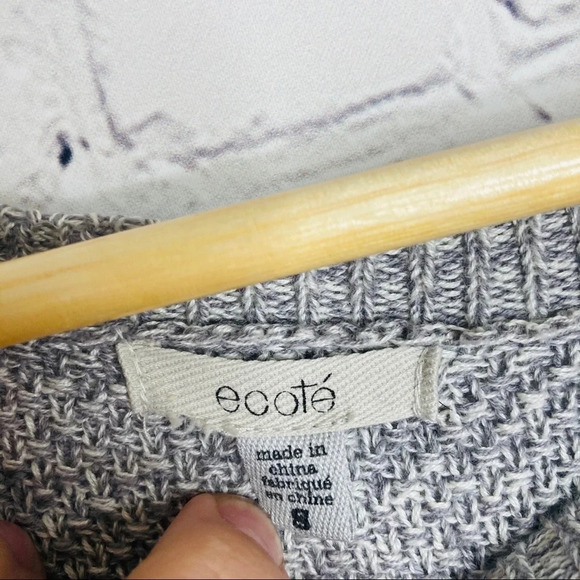 ecoté
made in
china
fabriqué
en chine
S